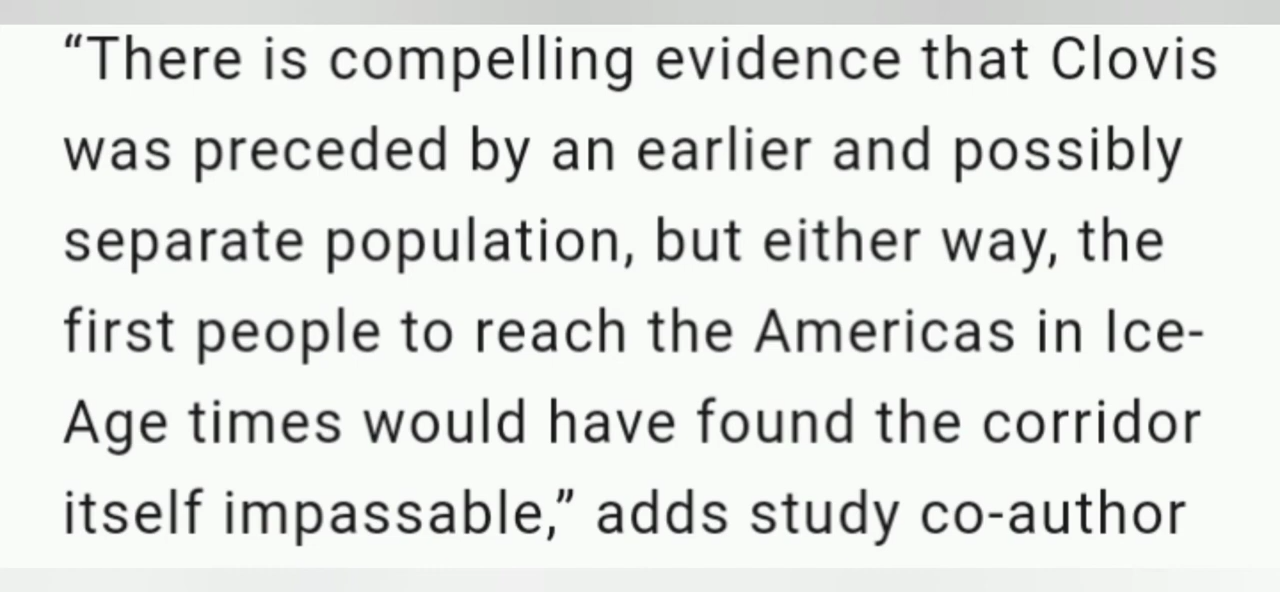 “There is compelling evidence that Clovis
was preceded by an earlier and possibly
separate population, but either way, the
first people to reach the Americas in Ice-
Age times would have found the corridor
itself impassable,” adds study co-author